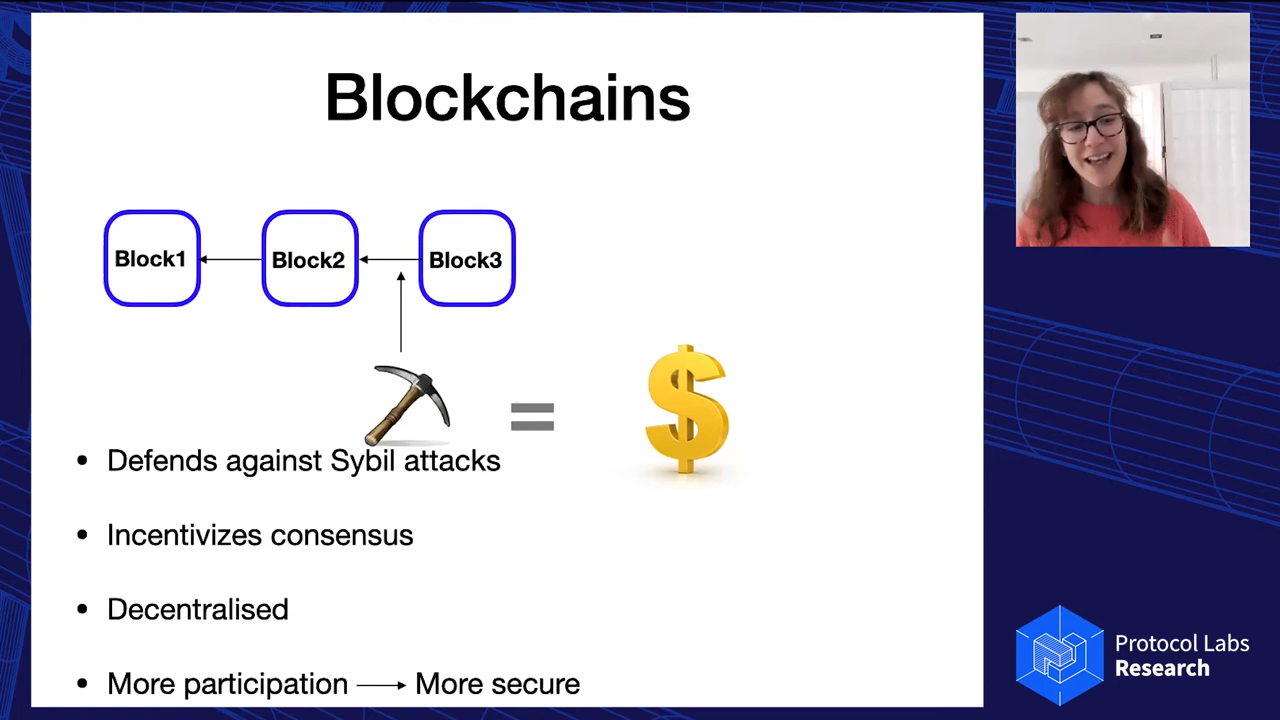 Blockchains
Block1
Block2
Block3
• Defends against Sybil attacks
• Incentivizes consensus
• Decentralised
• More participation → More secure
Protocol Labs
Research